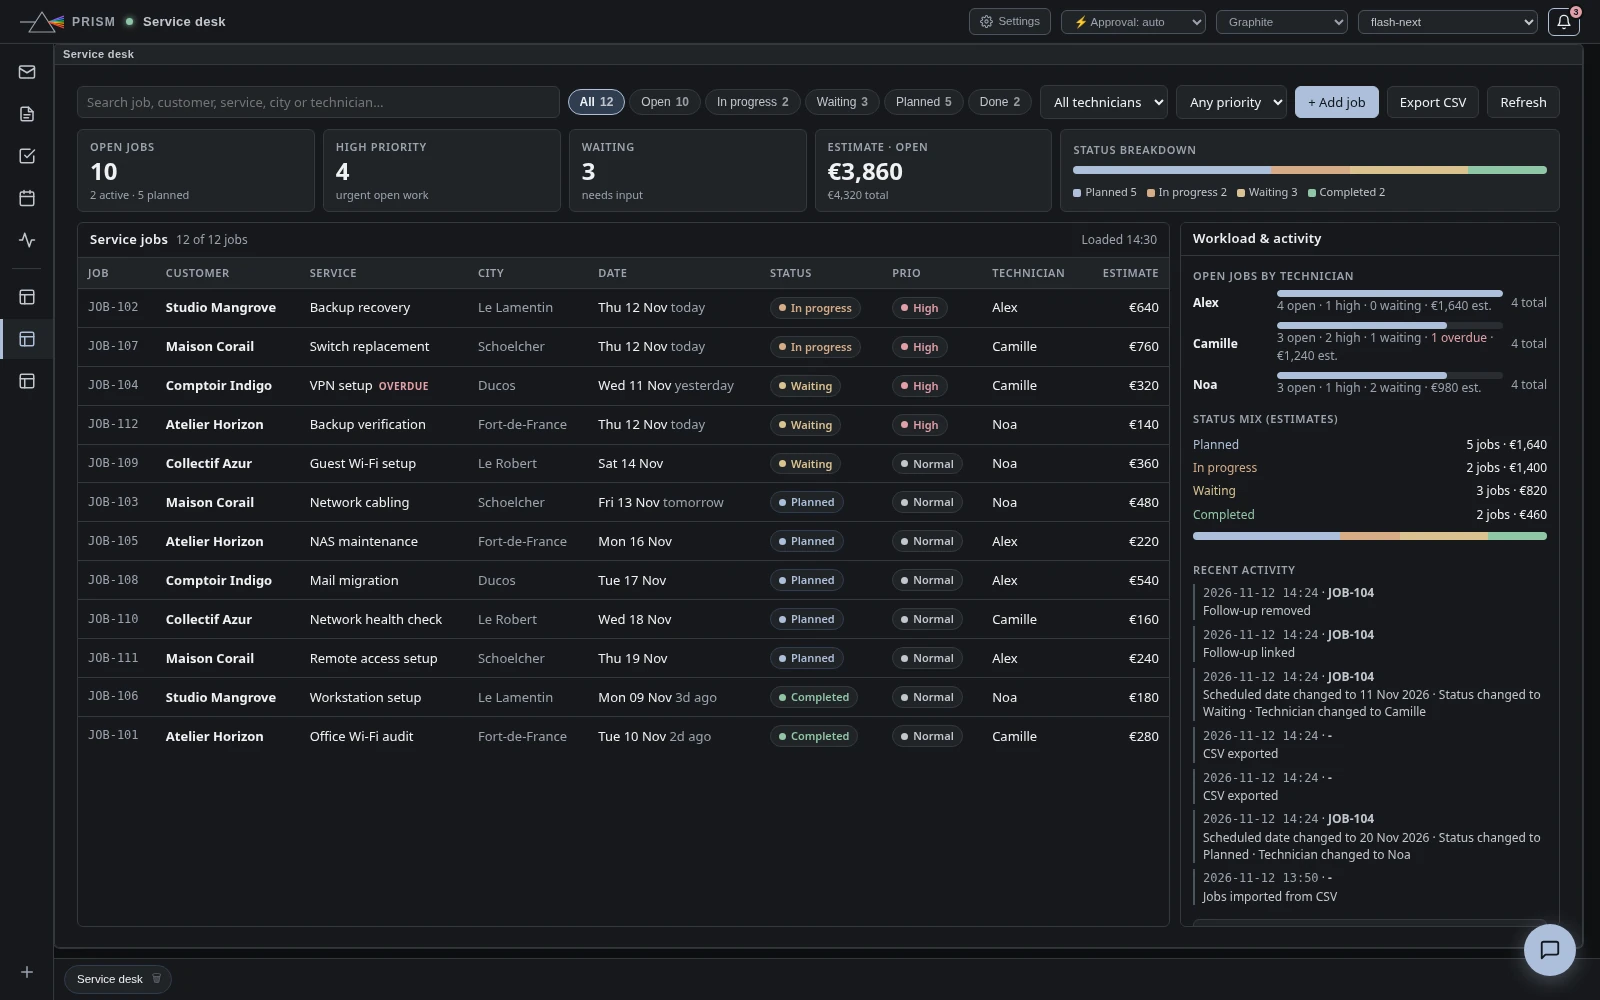 PRISM Service desk Settings ⚡ Approval: auto Graphite flash-next 3
Service desk
Search job, customer, service, city or technician... All 12 Open 10 In progress 2 Waiting 3 Planned 5 Done 2 All technicians Any priority + Add job Export CSV Refresh
OPEN JOBS
10
2 active · 5 planned
HIGH PRIORITY
4
urgent open work
WAITING
3
needs input
ESTIMATE · OPEN
€3,860
€4,320 total
STATUS BREAKDOWN
Planned 5 In progress 2 Waiting 3 Completed 2
Service jobs 12 of 12 jobs Loaded 14:30
JOB CUSTOMER SERVICE CITY DATE STATUS PRIO TECHNICIAN ESTIMATE
JOB-102 Studio Mangrove Backup recovery Le Lamentin Thu 12 Nov today In progress High Alex €640
JOB-107 Maison Corail Switch replacement Schoelcher Thu 12 Nov today In progress High Camille €760
JOB-104 Comptoir Indigo VPN setup OVERDUE Ducos Wed 11 Nov yesterday Waiting High Camille €320
JOB-112 Atelier Horizon Backup verification Fort-de-France Thu 12 Nov today Waiting High Noa €140
JOB-109 Collectif Azur Guest Wi-Fi setup Le Robert Sat 14 Nov Waiting Normal Noa €360
JOB-103 Maison Corail Network cabling Schoelcher Fri 13 Nov tomorrow Planned Normal Noa €480
JOB-105 Atelier Horizon NAS maintenance Fort-de-France Mon 16 Nov Planned Normal Alex €220
JOB-108 Comptoir Indigo Mail migration Ducos Tue 17 Nov Planned Normal Alex €540
JOB-110 Collectif Azur Network health check Le Robert Wed 18 Nov Planned Normal Camille €160
JOB-111 Maison Corail Remote access setup Schoelcher Thu 19 Nov Planned Normal Alex €240
JOB-106 Studio Mangrove Workstation setup Le Lamentin Mon 09 Nov 3d ago Completed Normal Noa €180
JOB-101 Atelier Horizon Office Wi-Fi audit Fort-de-France Tue 10 Nov 2d ago Completed Normal Camille €280
Workload & activity
OPEN JOBS BY TECHNICIAN
Alex 4 open · 1 high · 0 waiting · €1,640 est. 4 total
Camille 3 open · 2 high · 1 waiting · 1 overdue · 4 total
€1,240 est.
Noa 3 open · 1 high · 2 waiting · €980 est. 4 total
STATUS MIX (ESTIMATES)
Planned 5 jobs · €1,640
In progress 2 jobs · €1,400
Waiting 3 jobs · €820
Completed 2 jobs · €460
RECENT ACTIVITY
2026-11-12 14:24 · JOB-104
Follow-up removed
2026-11-12 14:24 · JOB-104
Follow-up linked
2026-11-12 14:24 · JOB-104
Scheduled date changed to 11 Nov 2026 · Status changed to
Waiting · Technician changed to Camille
2026-11-12 14:24 · -
CSV exported
2026-11-12 14:24 · -
CSV exported
2026-11-12 14:24 · JOB-104
Scheduled date changed to 20 Nov 2026 · Status changed to
Planned · Technician changed to Noa
2026-11-12 13:50 · -
Jobs imported from CSV
Service desk